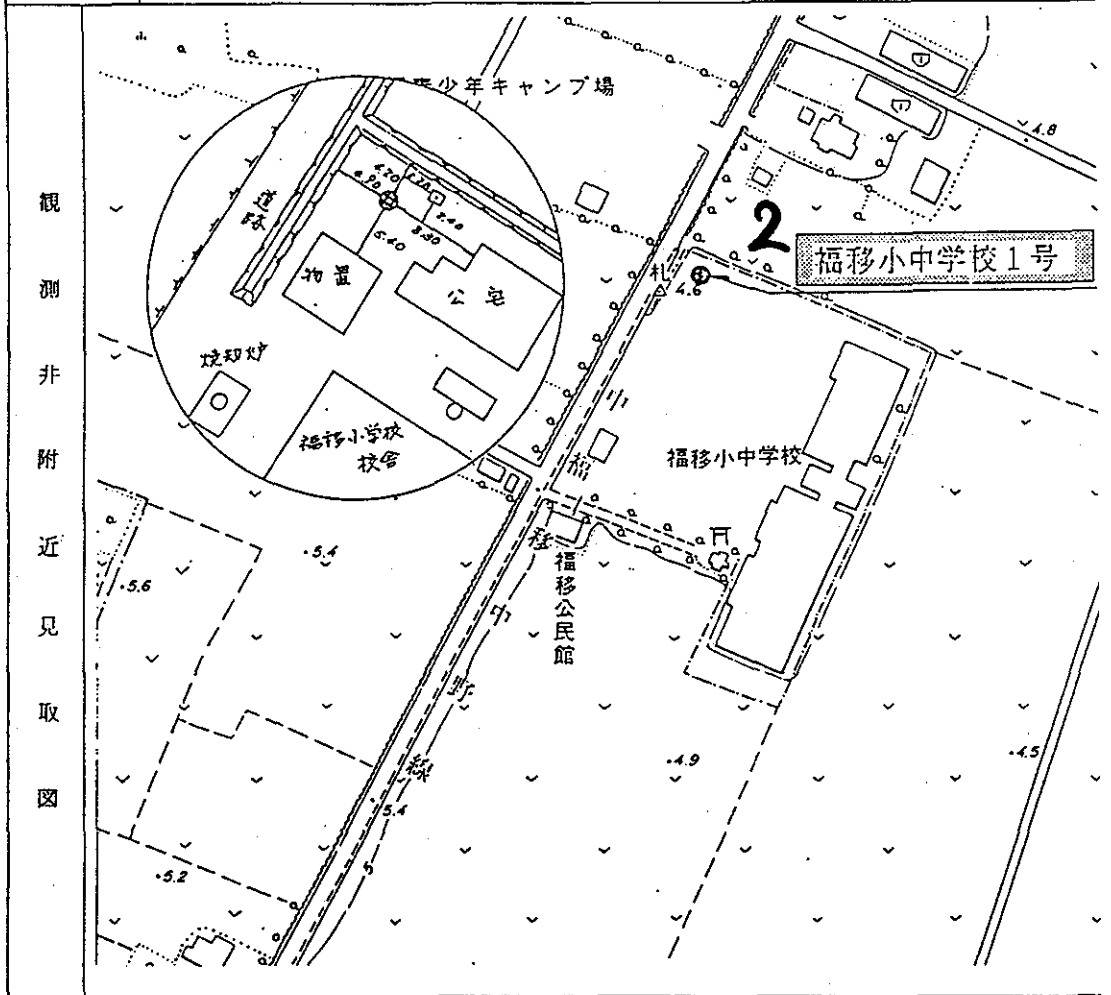 観測井附近見取図
少年キャンプ場
4.8
2
福移小中学校1号
札
4.6
道路
4.70
4.90
5.40
3.30
2.40
物置
公宅
焼却炉
福移小学校
校舎
中福移中野線
福移小中学校
福移公民館
5.4
5.6
4.9
4.5
5.4
5
5.2